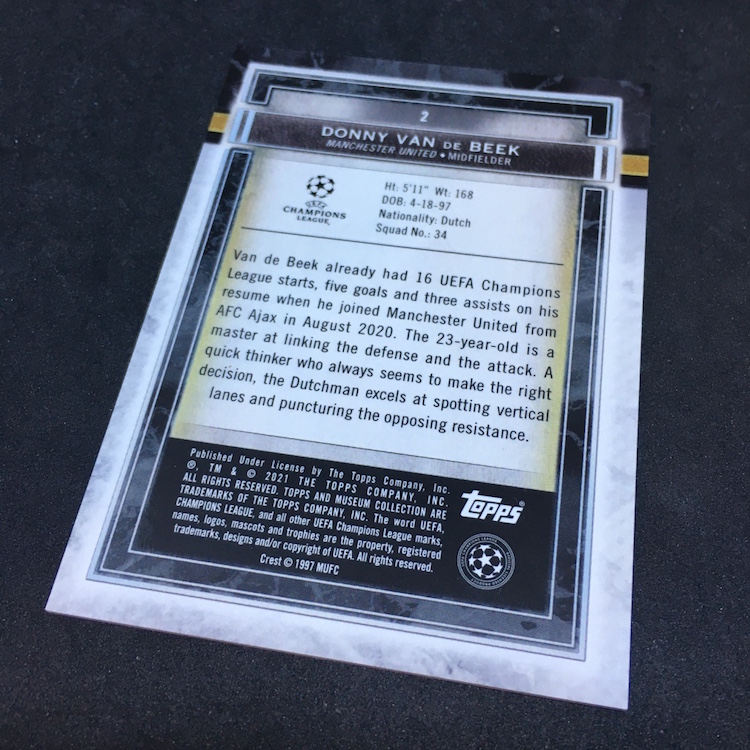 2
DONNY VAN DE BEEK
MANCHESTER UNITED • MIDFIELDER
UEFA
CHAMPIONS
LEAGUE
Ht: 5'11" Wt: 168
DOB: 4-18-97
Nationality: Dutch
Squad No.: 34
Van de Beek already had 16 UEFA Champions
League starts, five goals and three assists on his
resume when he joined Manchester United from
AFC Ajax in August 2020. The 23-year-old is a
master at linking the defense and the attack. A
quick thinker who always seems to make the right
decision, the Dutchman excels at spotting vertical
lanes and puncturing the opposing resistance.
Published Under License by The Topps Company, Inc.
®, TM & © 2021 THE TOPPS COMPANY, INC.
ALL RIGHTS RESERVED. TOPPS AND MUSEUM COLLECTION ARE
TRADEMARKS OF THE TOPPS COMPANY, INC. The word UEFA,
CHAMPIONS LEAGUE, and all other UEFA Champions League marks,
names, logos, mascots and trophies are the property, registered
trademarks, designs and/or copyright of UEFA. All rights reserved.
Crest © 1997 MUFC
topps®